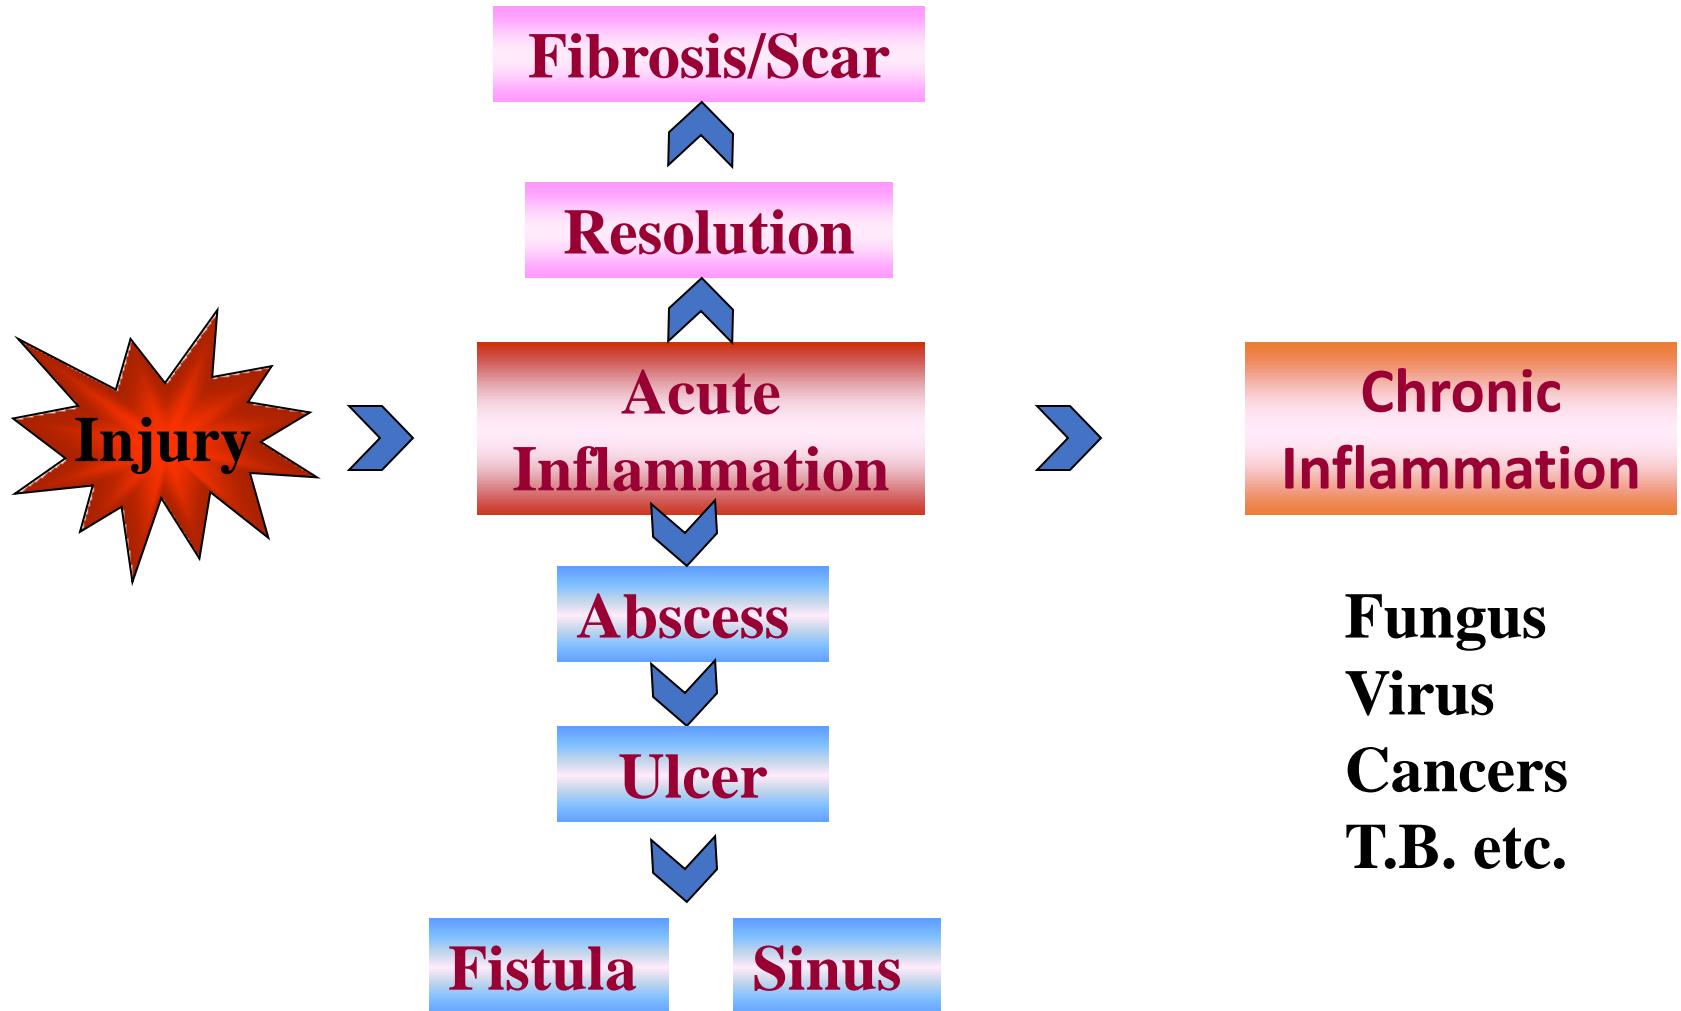 Fibrosis/Scar
Resolution
Injury
Acute
Inflammation
Chronic
Inflammation
Abscess
Ulcer
Fistula
Sinus
Fungus
Virus
Cancers
T.B. etc.